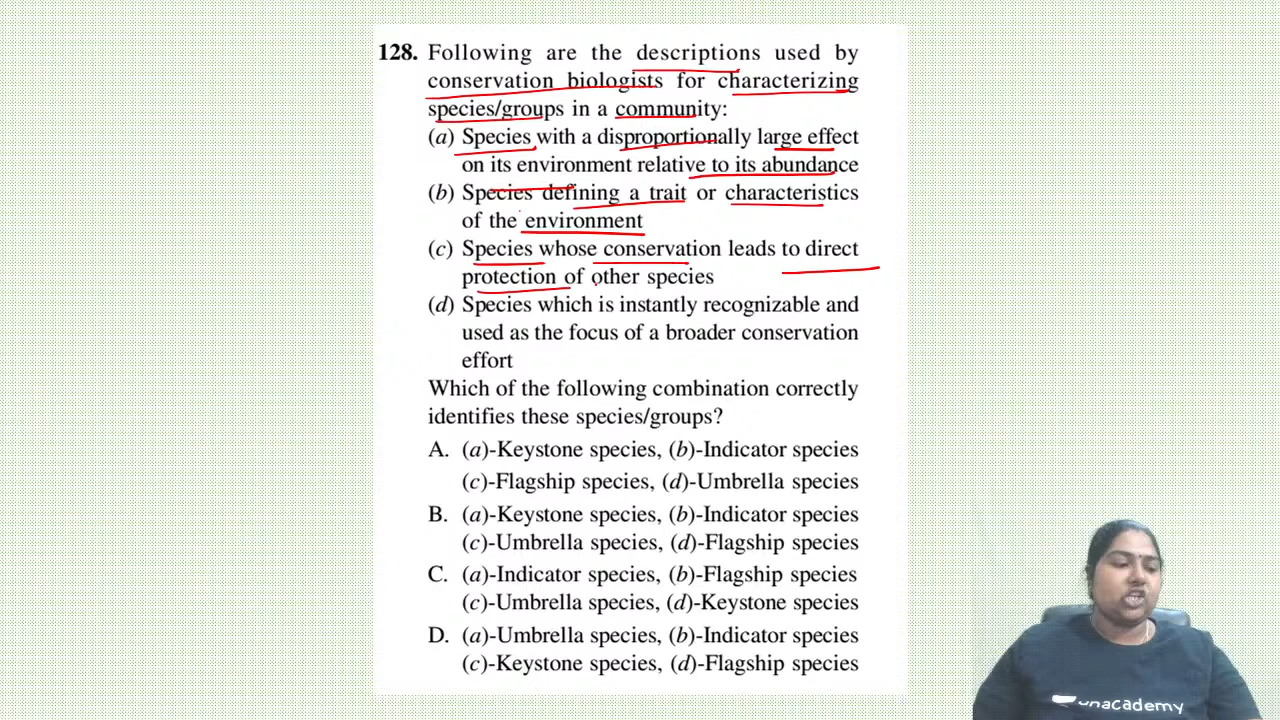 128. Following are the descriptions used by
conservation biologists for characterizing
species/groups in a community:
(a) Species with a disproportionally large effect
on its environment relative to its abundance
(b) Species defining a trait or characteristics
of the environment
(c) Species whose conservation leads to direct
protection of other species
(d) Species which is instantly recognizable and
used as the focus of a broader conservation
effort
Which of the following combination correctly
identifies these species/groups?
A. (a)-Keystone species, (b)-Indicator species
(c)-Flagship species, (d)-Umbrella species
B. (a)-Keystone species, (b)-Indicator species
(c)-Umbrella species, (d)-Flagship species
C. (a)-Indicator species, (b)-Flagship species
(c)-Umbrella species, (d)-Keystone species
D. (a)-Umbrella species, (b)-Indicator species
(c)-Keystone species, (d)-Flagship species
unacademy